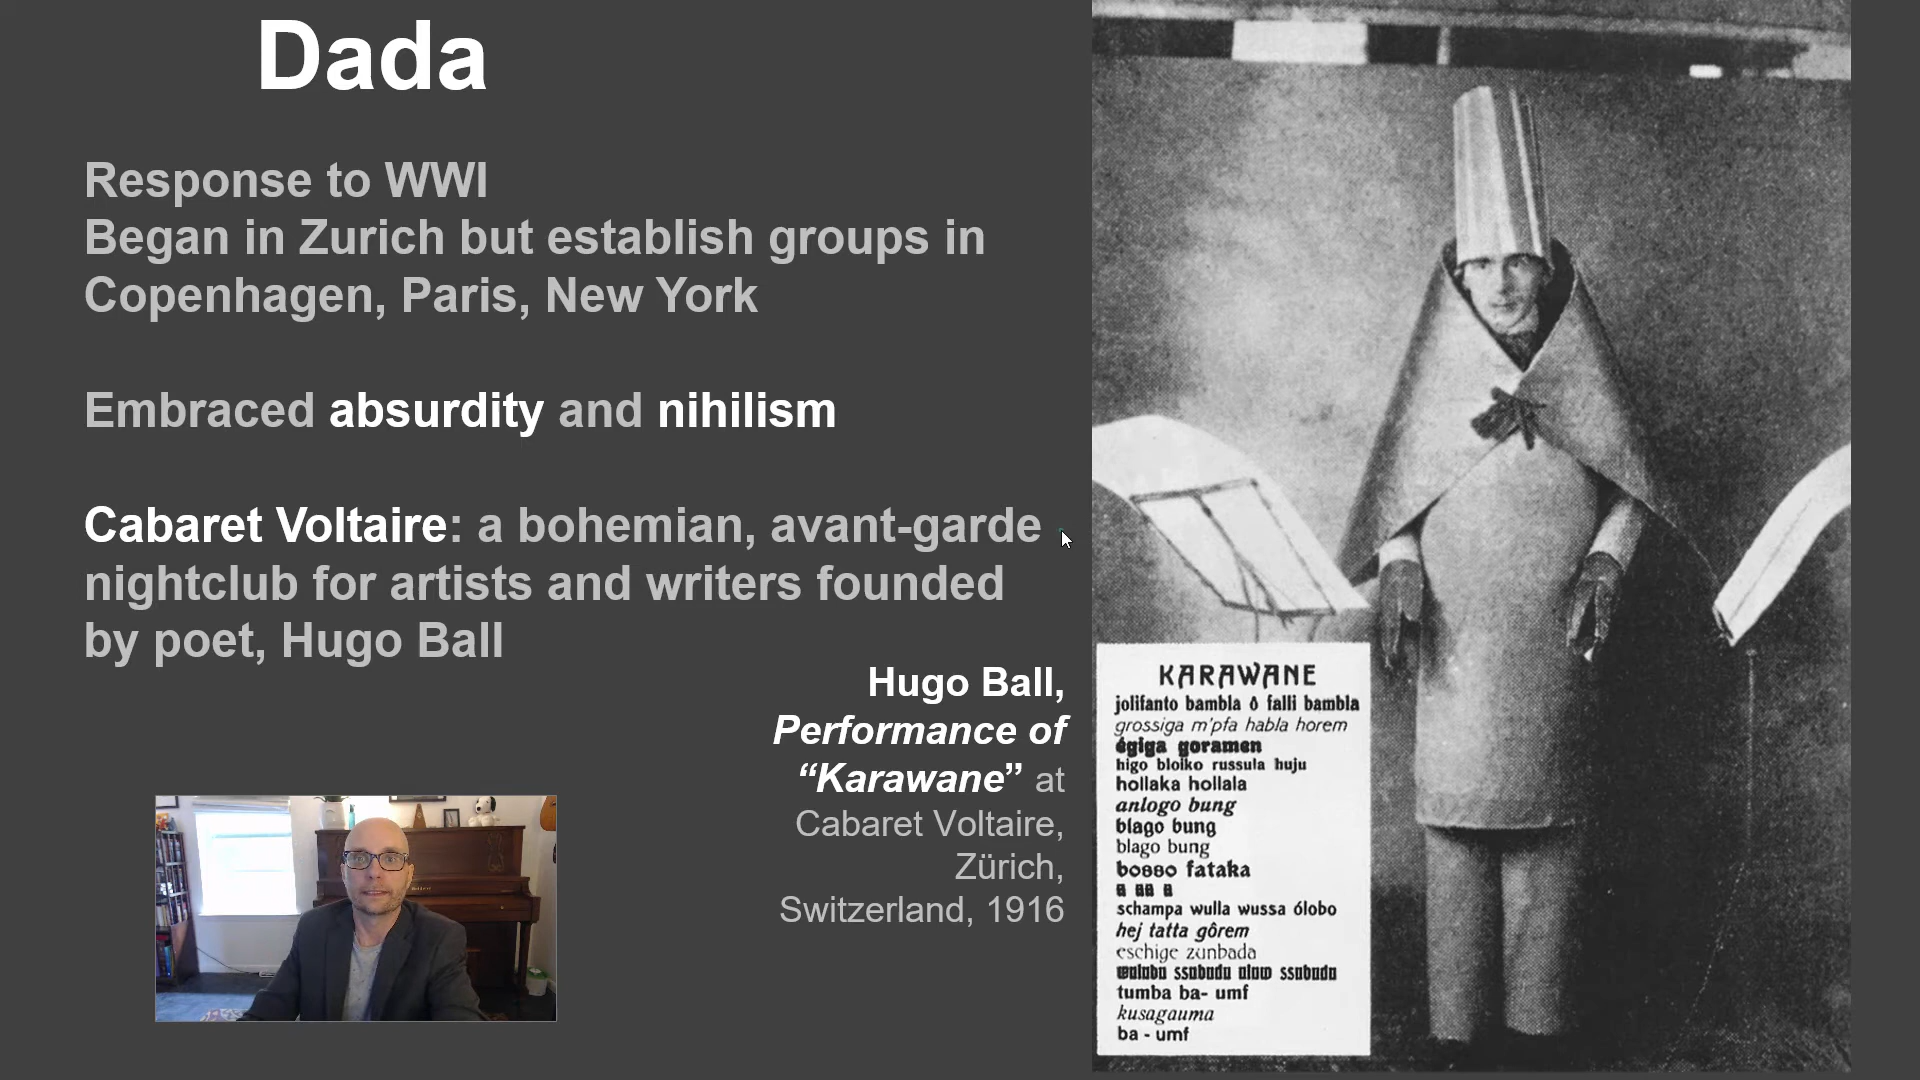 Dada
Response to WWI
Began in Zurich but establish groups in
Copenhagen, Paris, New York
Embraced absurdity and nihilism
Cabaret Voltaire: a bohemian, avant-garde
nightclub for artists and writers founded
by poet, Hugo Ball
Hugo Ball,
Performance of
“Karawane” at
Cabaret Voltaire,
Zürich,
Switzerland, 1916
KARAWANE
jolifanto bambla ô falli bambla
grossiga m'pfa habla horem
égiga goramen
higo bloiko russula huju
hollaka hollala
anlogo bung
blago bung
blago bung
bosso fataka
ü üü ü
schampa wulla wussa ólobo
hej tatta gôrem
eschige zunbada
wulubu ssubudu uluw ssubudu
tumba ba- umf
kusagauma
ba - umf